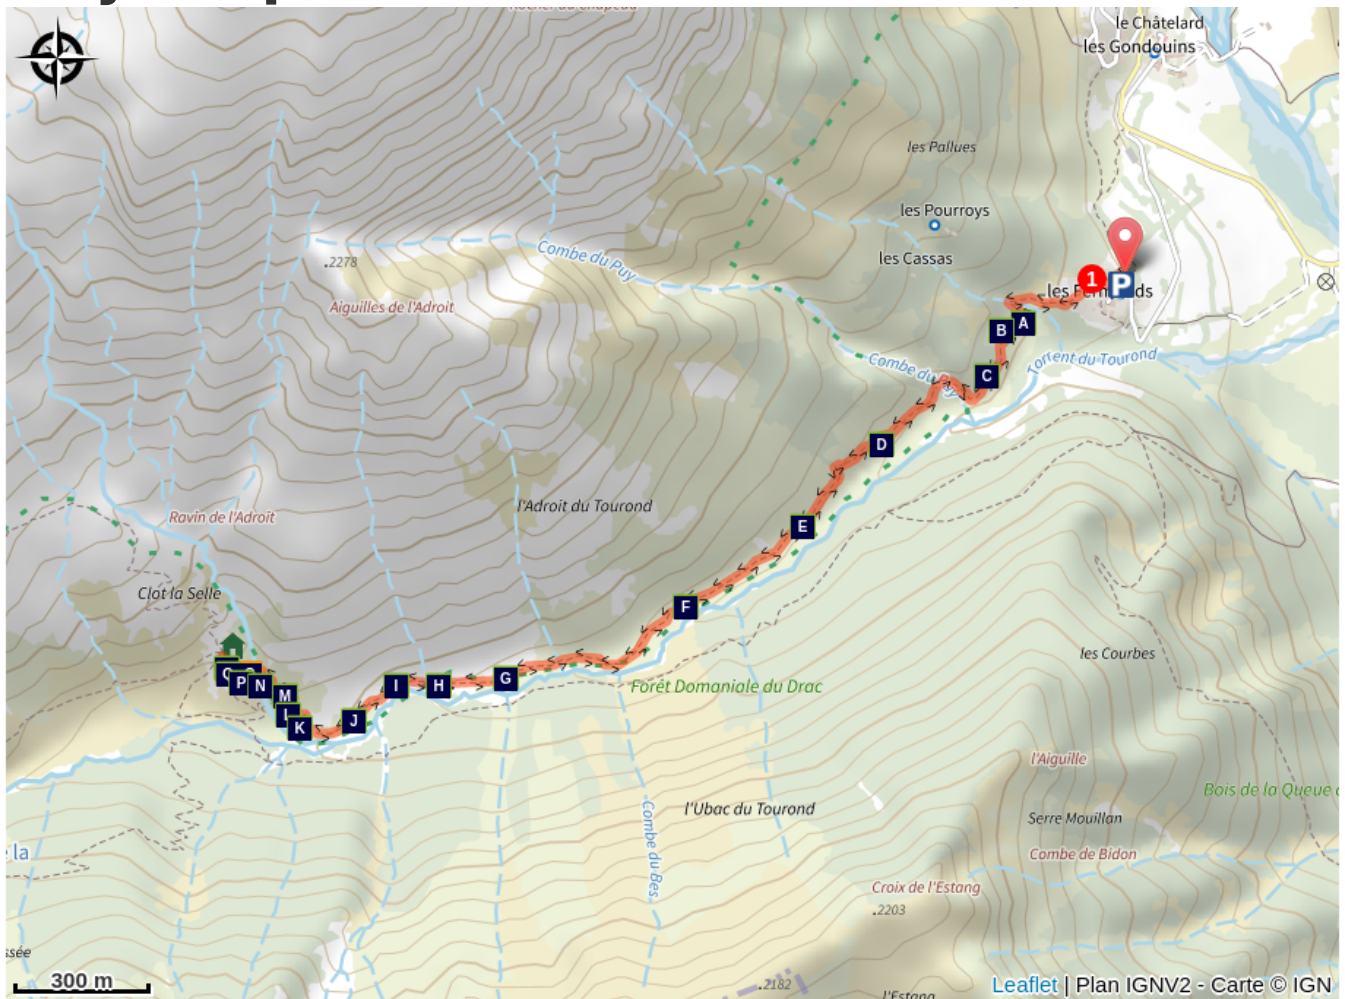 le Châtelard
les Gondouins
les Pallues
les Pourroys
les Cassas
Combe du Puy
.2278
Aiguilles de l'Adroit
1
P
A
B
Torrent du Tourond
C
D
l'Adroit du Tourond
Ravin de l'Adroit
E
Clot la Selle
F
les Courbes
P
N
M
I
H
G
Forêt Domaniale du Drac
K
J
l'Aiguille
Bois de la Queue
l'Ubac du Tourond
Serre Mouillan
Combe du Bes
Combe de Bidon
Croix de l'Estang
.2203
.2182
l'Estang
300 m
Leaflet | Plan IGNV2 - Carte © IGN